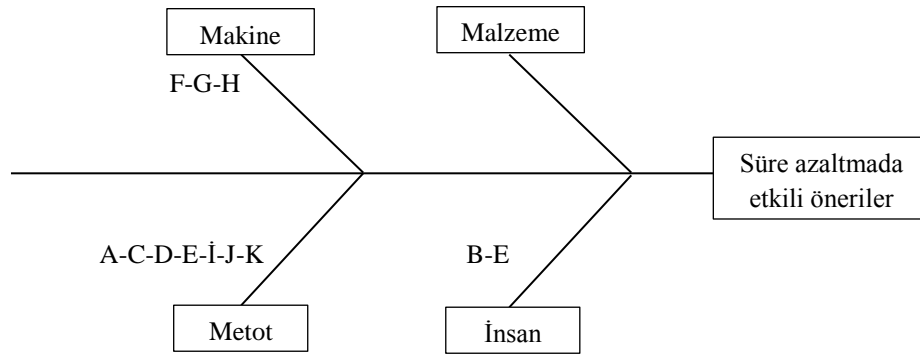 Makine
Malzeme
F-G-H
Süre azaltmada
etkili öneriler
A-C-D-E-İ-J-K
B-E
Metot
İnsan